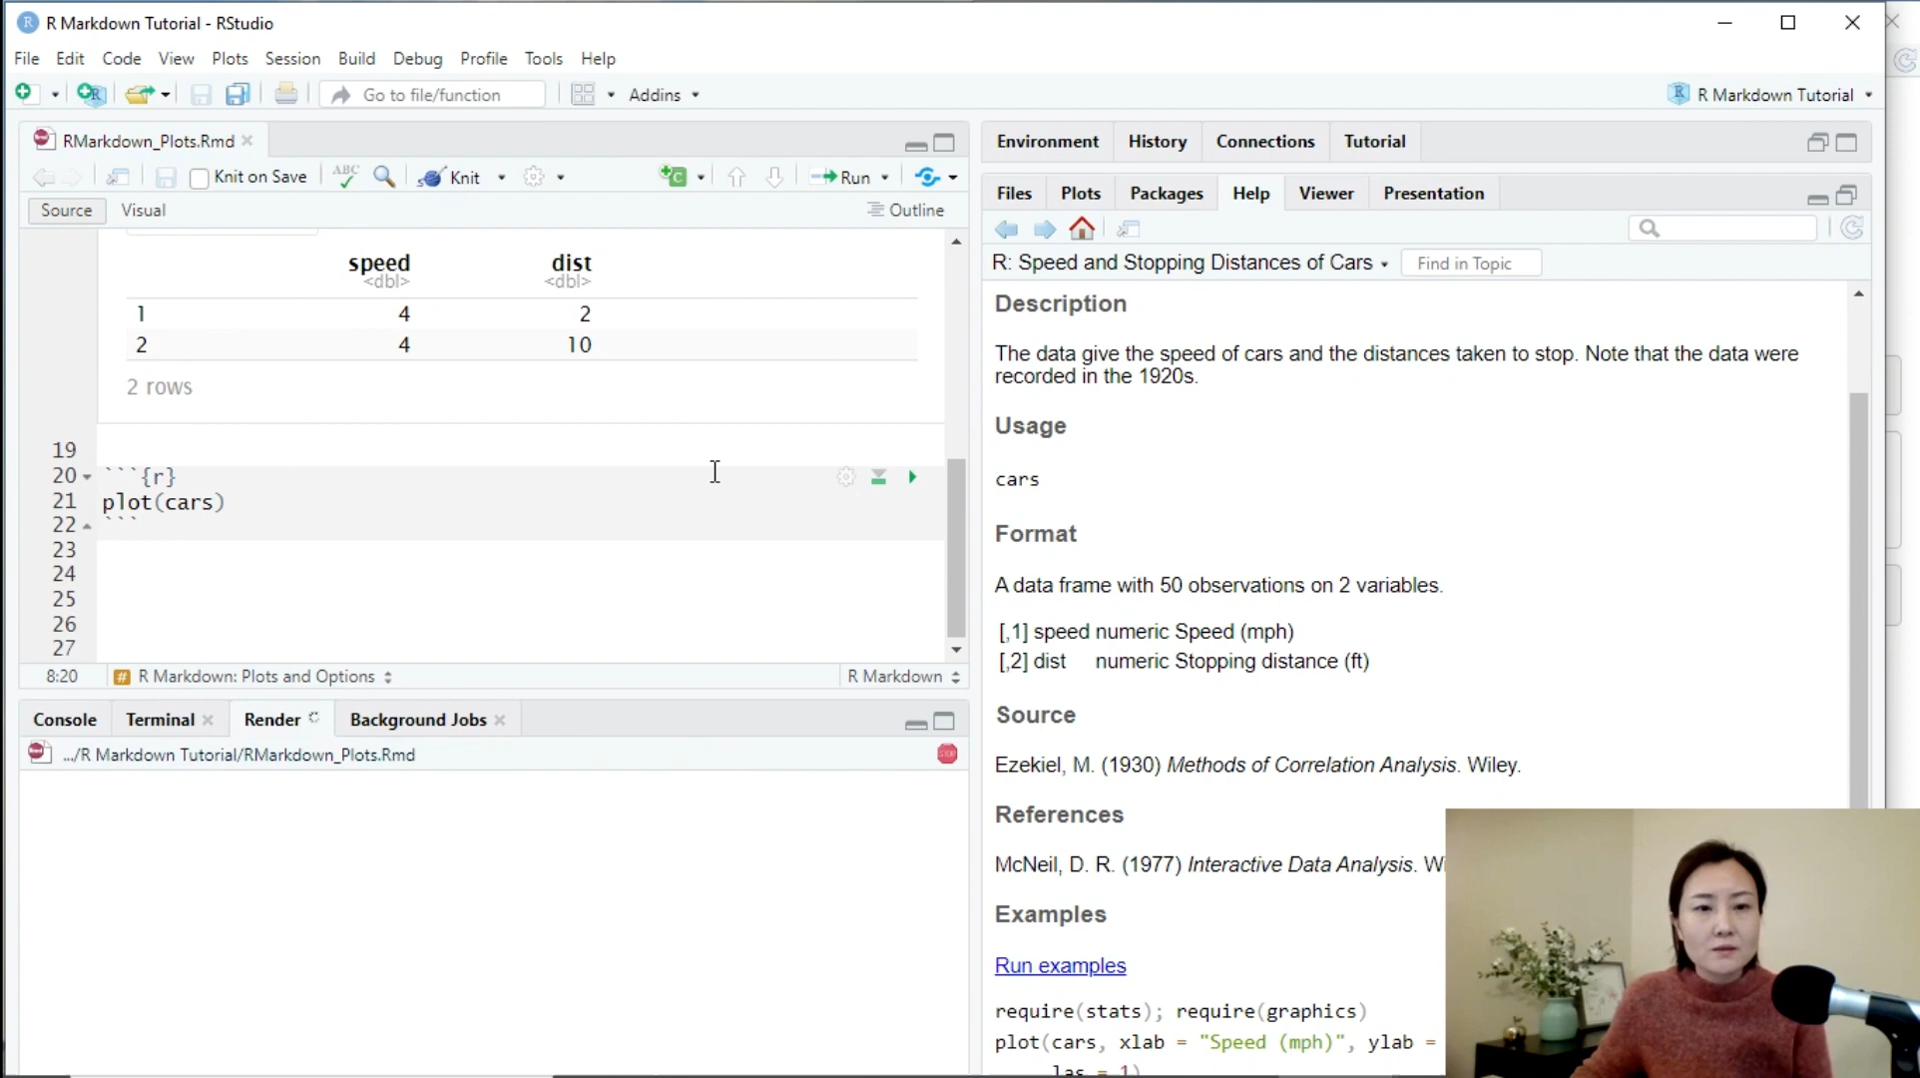 R Markdown Tutorial - RStudio
File Edit Code View Plots Session Build Debug Profile Tools Help
Go to file/function
Addins
R Markdown Tutorial
RMarkdown_Plots.Rmd
Knit on Save
ABC
Knit
Run
Source Visual
Outline
speed dist
<dbl> <dbl>
1 4 2
2 4 10
2 rows
19
20 ```{r}
21 plot(cars)
22 ```
23
24
25
26
27
8:20
# R Markdown: Plots and Options
R Markdown
Console Terminal Render Background Jobs
.../R Markdown Tutorial/RMarkdown_Plots.Rmd
STOP
Environment History Connections Tutorial
Files Plots Packages Help Viewer Presentation
R: Speed and Stopping Distances of Cars
Find in Topic
Description
The data give the speed of cars and the distances taken to stop. Note that the data were
recorded in the 1920s.
Usage
cars
Format
A data frame with 50 observations on 2 variables.
[,1] speed numeric Speed (mph)
[,2] dist numeric Stopping distance (ft)
Source
Ezekiel, M. (1930) Methods of Correlation Analysis. Wiley.
References
McNeil, D. R. (1977) Interactive Data Analysis.
Examples
Run examples
require(stats); require(graphics)
plot(cars, xlab = "Speed (mph)", ylab =
las = 1)